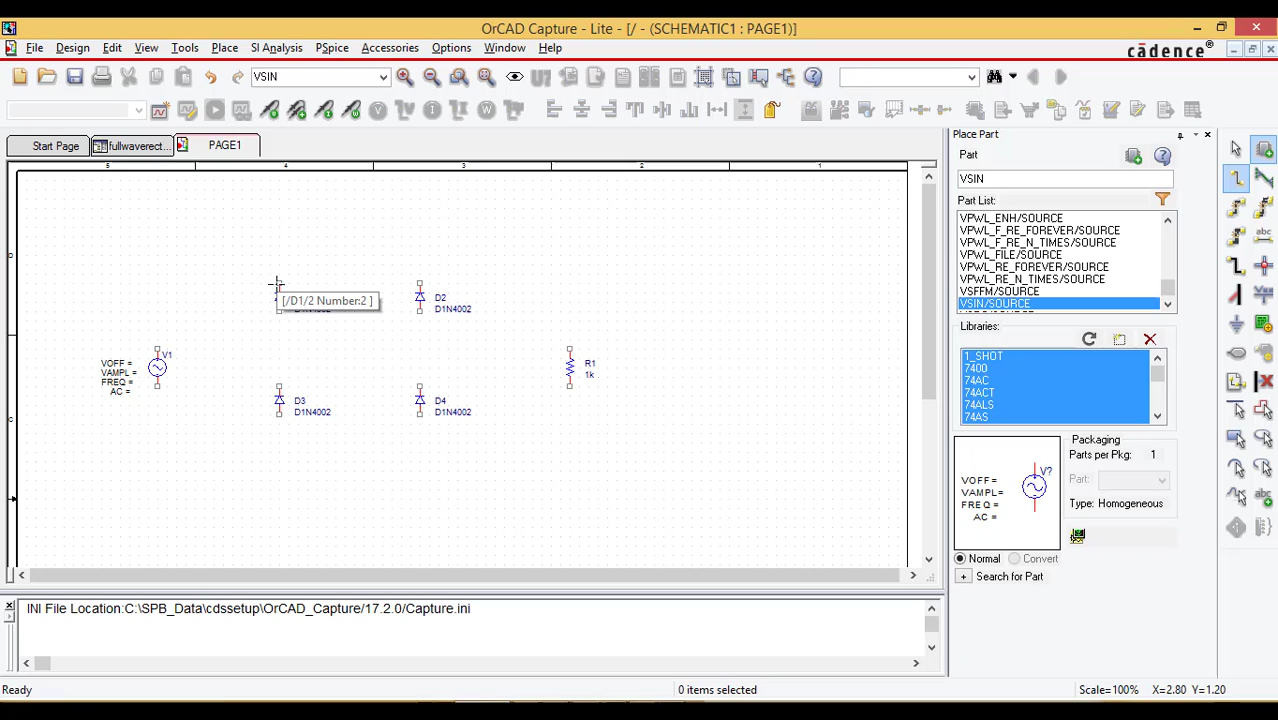 OrCAD Capture - Lite - [/ - (SCHEMATIC1 : PAGE1)]
File Design Edit View Tools Place SI Analysis PSpice Accessories Options Window Help
cādence®
VSIN
Start Page
fullwaverect...
PAGE1
5 4 3 2 1
D
C
[/D1/2 Number:2 ]
D2
D1N4002
V1
VOFF =
VAMPL =
FREQ =
AC =
R1
1k
D3
D1N4002
D4
D1N4002
Place Part
Part
VSIN
Part List:
VPWL_ENH/SOURCE
VPWL_F_RE_FOREVER/SOURCE
VPWL_F_RE_N_TIMES/SOURCE
VPWL_FILE/SOURCE
VPWL_RE_FOREVER/SOURCE
VPWL_RE_N_TIMES/SOURCE
VSFFM/SOURCE
VSIN/SOURCE
Libraries:
1_SHOT
7400
74AC
74ACT
74ALS
74AS
V?
VOFF =
VAMPL=
FREQ =
AC =
Packaging
Parts per Pkg: 1
Part:
Type: Homogeneous
Normal Convert
+ Search for Part
INI File Location:C:\SPB_Data\cdssetup\OrCAD_Capture/17.2.0/Capture.ini
Ready
0 items selected
Scale=100% X=2.80 Y=1.20